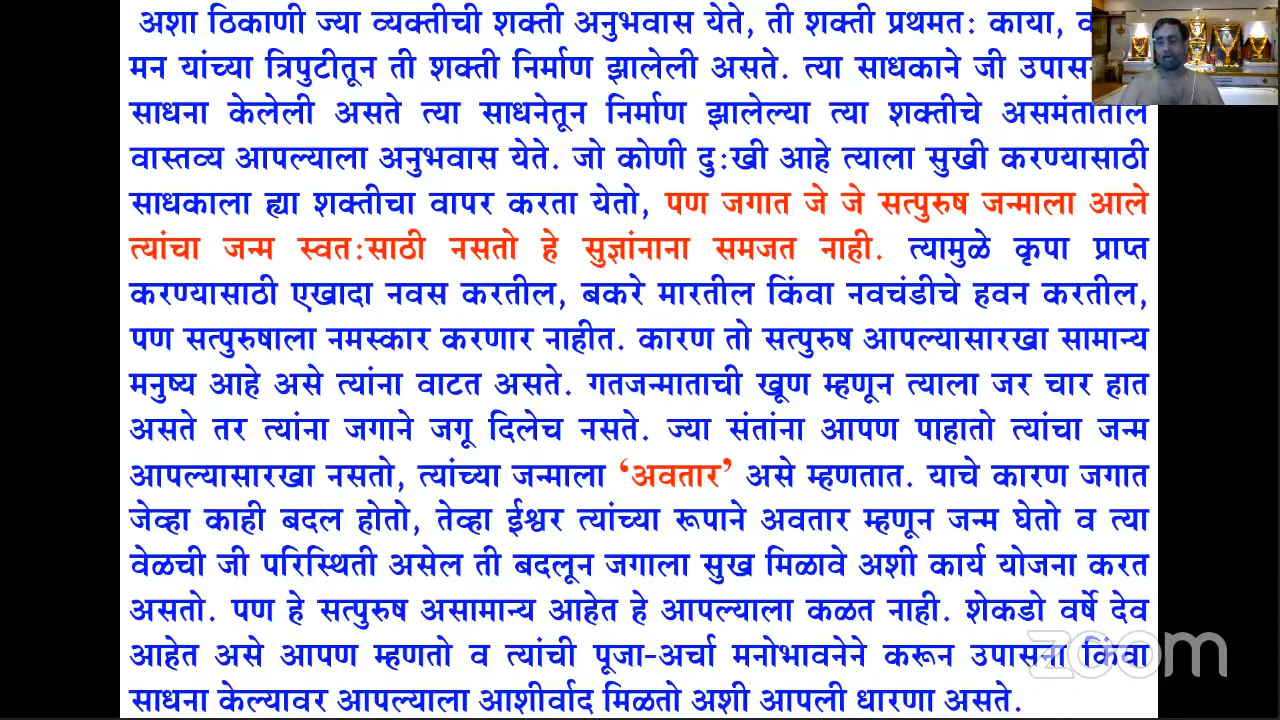 अशा ठिकाणी ज्या व्यक्तीची शक्ती अनुभवास येते, ती शक्ती प्रथमतः काया,
मन यांच्या त्रिपुटीतून ती शक्ती निर्माण झालेली असते. त्या साधकाने जी
साधना केलेली असते त्या साधनेतून निर्माण झालेल्या त्या शक्तीचे असमंतातील
वास्तव्य आपल्याला अनुभवास येते. जो कोणी दुःखी आहे त्याला सुखी करण्यासाठी
साधकाला ह्या शक्तीचा वापर करता येतो, पण जगात जे जे सत्पुरुष जन्माला आले
त्यांचा जन्म स्वतःसाठी नसतो हे सुज्ञांनाना समजत नाही. त्यामुळे कृपा प्राप्त
करण्यासाठी एखादा नवस करतील, बकरे मारतील किंवा नवचंडीचे हवन करतील,
पण सत्पुरुषाला नमस्कार करणार नाहीत. कारण तो सत्पुरुष आपल्यासारखा सामान्य
मनुष्य आहे असे त्यांना वाटत असते. गतजन्माताची खूण म्हणून त्याला जर चार हात
असते तर त्यांना जगाने जगू दिलेच नसते. ज्या संतांना आपण पाहातो त्यांचा जन्म
आपल्यासारखा नसतो, त्यांच्या जन्माला ‘अवतार’ असे म्हणतात. याचे कारण जगात
जेव्हा काही बदल होतो, तेव्हा ईश्वर त्यांच्या रूपाने अवतार म्हणून जन्म घेतो व त्या
वेळची जी परिस्थिती असेल ती बदलून जगाला सुख मिळावे अशी कार्य योजना करत
असतो. पण हे सत्पुरुष असामान्य आहेत हे आपल्याला कळत नाही. शेकडो वर्षे देव
आहेत असे आपण म्हणतो व त्यांची पूजा-अर्चा मनोभावनेने करून उपासना किंवा
साधना केल्यावर आपल्याला आशीर्वाद मिळतो अशी आपली धारणा असते.
zoom